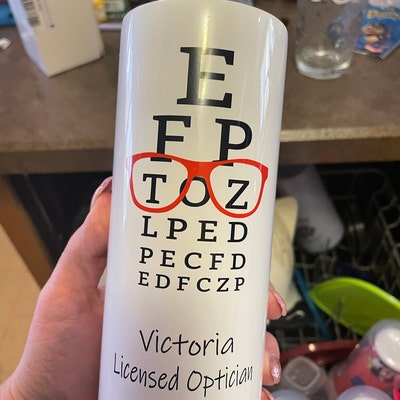 E
F P
T O Z
L P E D
P E C F D
E D F C Z P
Victoria
Licensed Optician